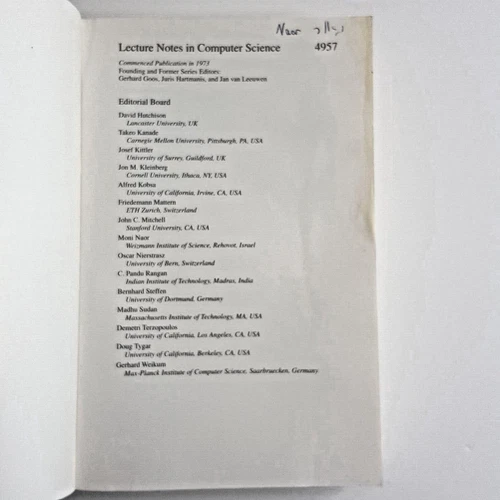 Naor
Lecture Notes in Computer Science 4957
Commenced Publication in 1973
Founding and Former Series Editors:
Gerhard Goos, Juris Hartmanis, and Jan van Leeuwen
Editorial Board
David Hutchison
Lancaster University, UK
Takeo Kanade
Carnegie Mellon University, Pittsburgh, PA, USA
Josef Kittler
University of Surrey, Guildford, UK
Jon M. Kleinberg
Cornell University, Ithaca, NY, USA
Alfred Kobsa
University of California, Irvine, CA, USA
Friedemann Mattern
ETH Zurich, Switzerland
John C. Mitchell
Stanford University, CA, USA
Moni Naor
Weizmann Institute of Science, Rehovot, Israel
Oscar Nierstrasz
University of Bern, Switzerland
C. Pandu Rangan
Indian Institute of Technology, Madras, India
Bernhard Steffen
University of Dortmund, Germany
Madhu Sudan
Massachusetts Institute of Technology, MA, USA
Demetri Terzopoulos
University of California, Los Angeles, CA, USA
Doug Tygar
University of California, Berkeley, CA, USA
Gerhard Weikum
Max-Planck Institute of Computer Science, Saarbruecken, Germany